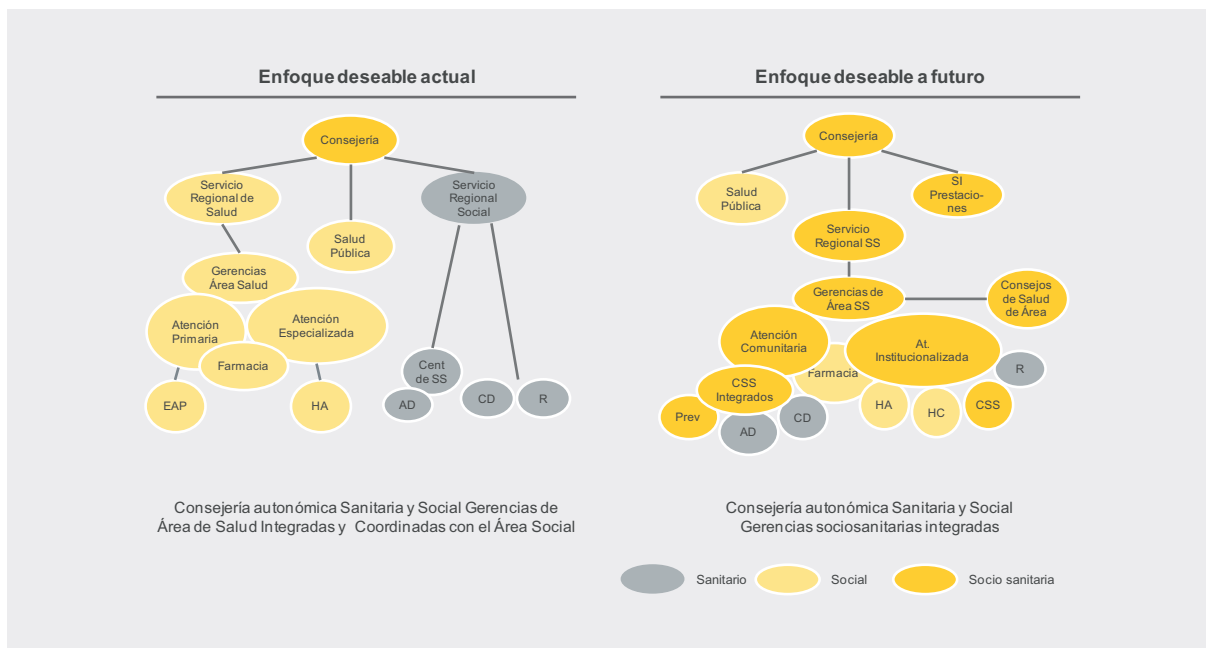 Enfoque deseable actual
Consejería
Servicio
Regional de
Salud
Salud
Pública
Servicio
Regional
Social
Gerencias
Área Salud
Atención
Primaria
Atención
Especializada
Farmacia
EAP
HA
Cent
de SS
AD
CD
R
Consejería autonómica Sanitaria y Social Gerencias de
Área de Salud Integradas y Coordinadas con el Área Social
Enfoque deseable a futuro
Consejería
Salud
Pública
SI
Prestacio-
nes
Servicio
Regional SS
Gerencias de
Área SS
Consejos
de Salud
de Área
Atención
Comunitaria
At.
Institucionalizada
Farmacia
R
CSS
Integrados
Prev
AD
CD
HA
HC
CSS
Consejería autonómica Sanitaria y Social
Gerencias sociosanitarias integradas
Sanitario
Social
Socio sanitaria